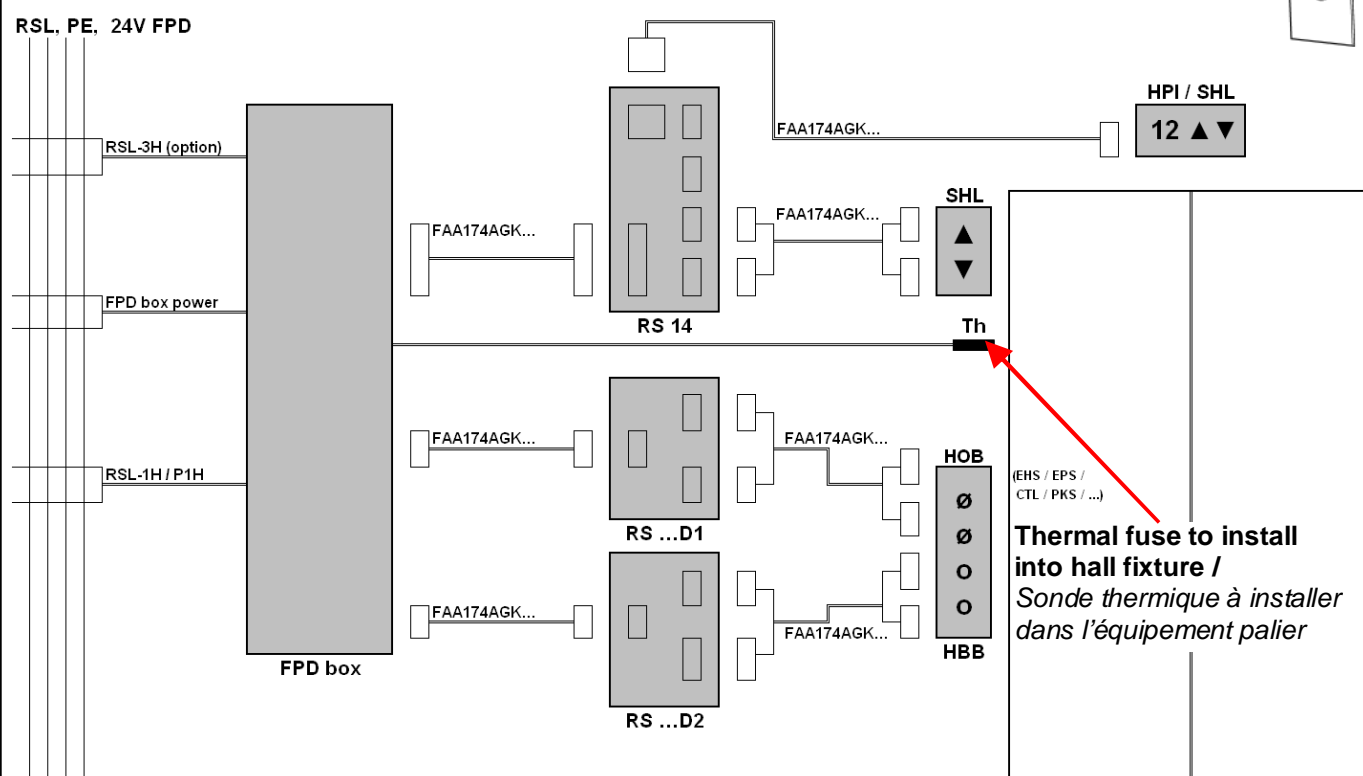 RSL, PE, 24V FPD
HPI / SHL
12 ▲ ▼
FAA174AGK...
RSL-3H (option)
SHL
▲
▼
FAA174AGK...
FAA174AGK...
FPD box power
RS 14
Th
FAA174AGK...
FAA174AGK...
HOB
RSL-1H / P1H
(EHS / EPS /
CTL / PKS / ...)
Ø
Ø
O
O
RS ...D1
Thermal fuse to install
into hall fixture /
Sonde thermique à installer
dans l'équipement palier
FAA174AGK...
FAA174AGK...
HBB
FPD box
RS ...D2